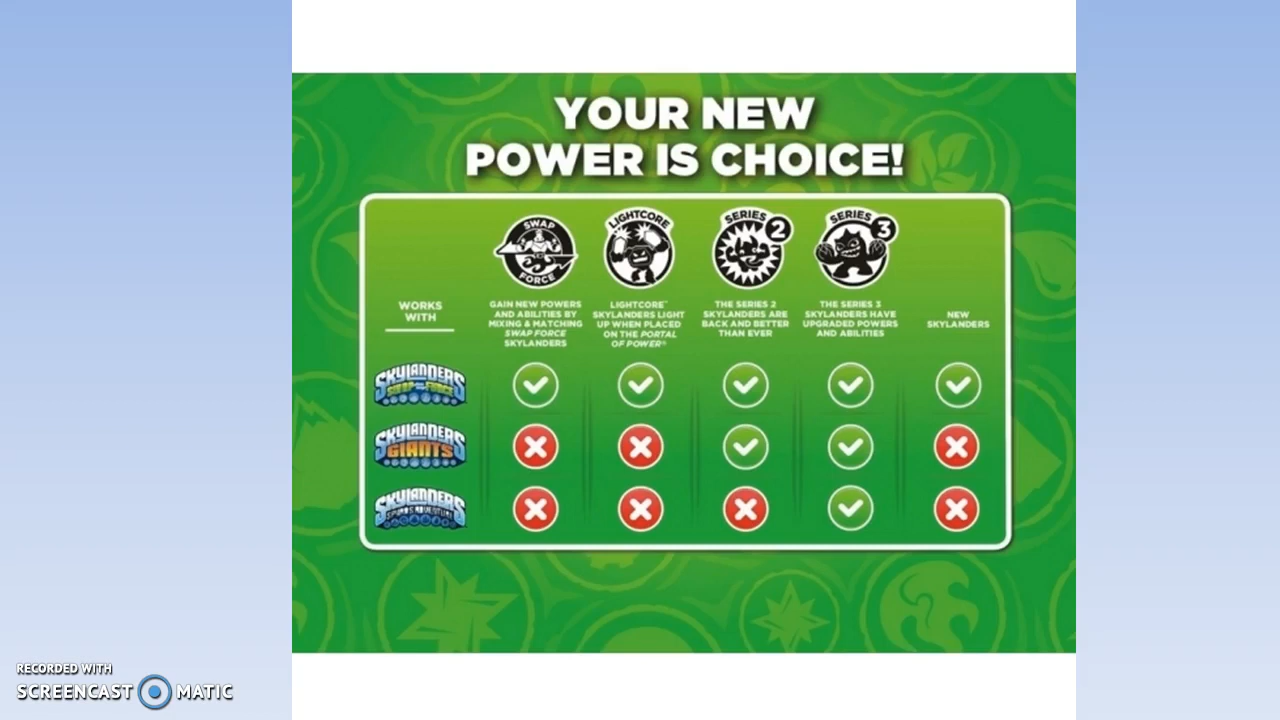 YOUR NEW
POWER IS CHOICE!
SWAP
FORCE
LIGHTCORE
SERIES 2
SERIES 3
WORKS
WITH
GAIN NEW POWERS
AND ABILITIES BY
MIXING & MATCHING
SWAP FORCE
SKYLANDERS
LIGHTCORE™
SKYLANDERS LIGHT
UP WHEN PLACED
ON THE PORTAL
OF POWER®
THE SERIES 2
SKYLANDERS ARE
BACK AND BETTER
THAN EVER
THE SERIES 3
SKYLANDERS HAVE
UPGRADED POWERS
AND ABILITIES
NEW
SKYLANDERS
SKYLANDERS
SWAP FORCE
SKYLANDERS
GIANTS
SKYLANDERS
SPYRO'S ADVENTURE
RECORDED WITH
SCREENCAST MATIC